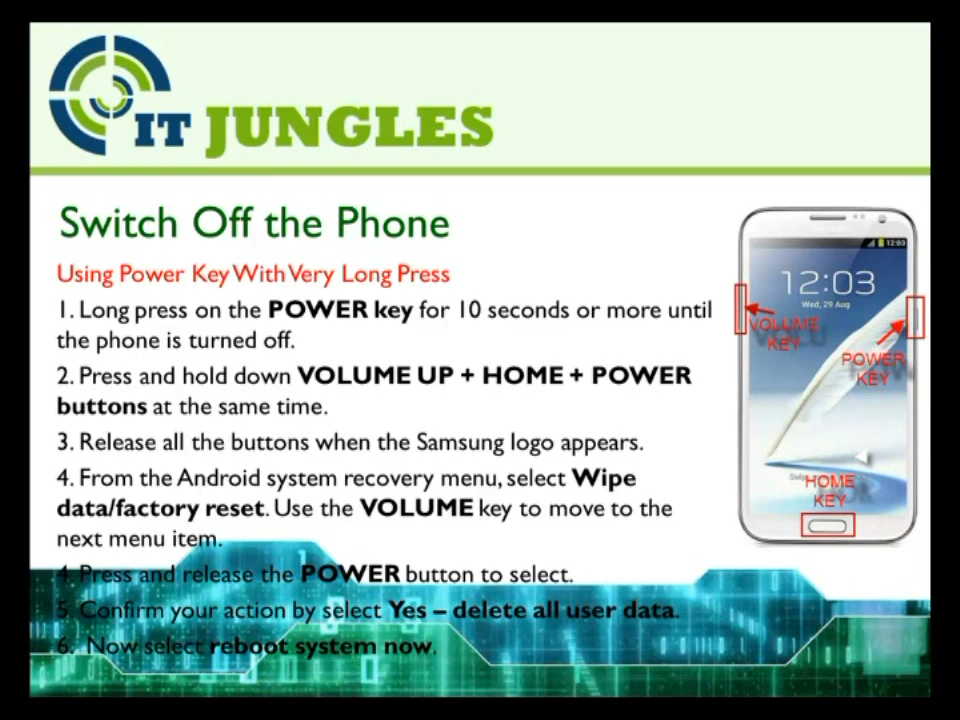 IT JUNGLES
Switch Off the Phone
Using Power Key With Very Long Press
1. Long press on the POWER key for 10 seconds or more until
the phone is turned off.
2. Press and hold down VOLUME UP + HOME + POWER
buttons at the same time.
3. Release all the buttons when the Samsung logo appears.
4. From the Android system recovery menu, select Wipe
data/factory reset. Use the VOLUME key to move to the
next menu item.
4. Press and release the POWER button to select.
5. Confirm your action by select Yes – delete all user data.
6. Now select reboot system now.
12:03
12:03
Wed, 29 Aug
VOLUME
KEY
POWER
KEY
HOME
KEY